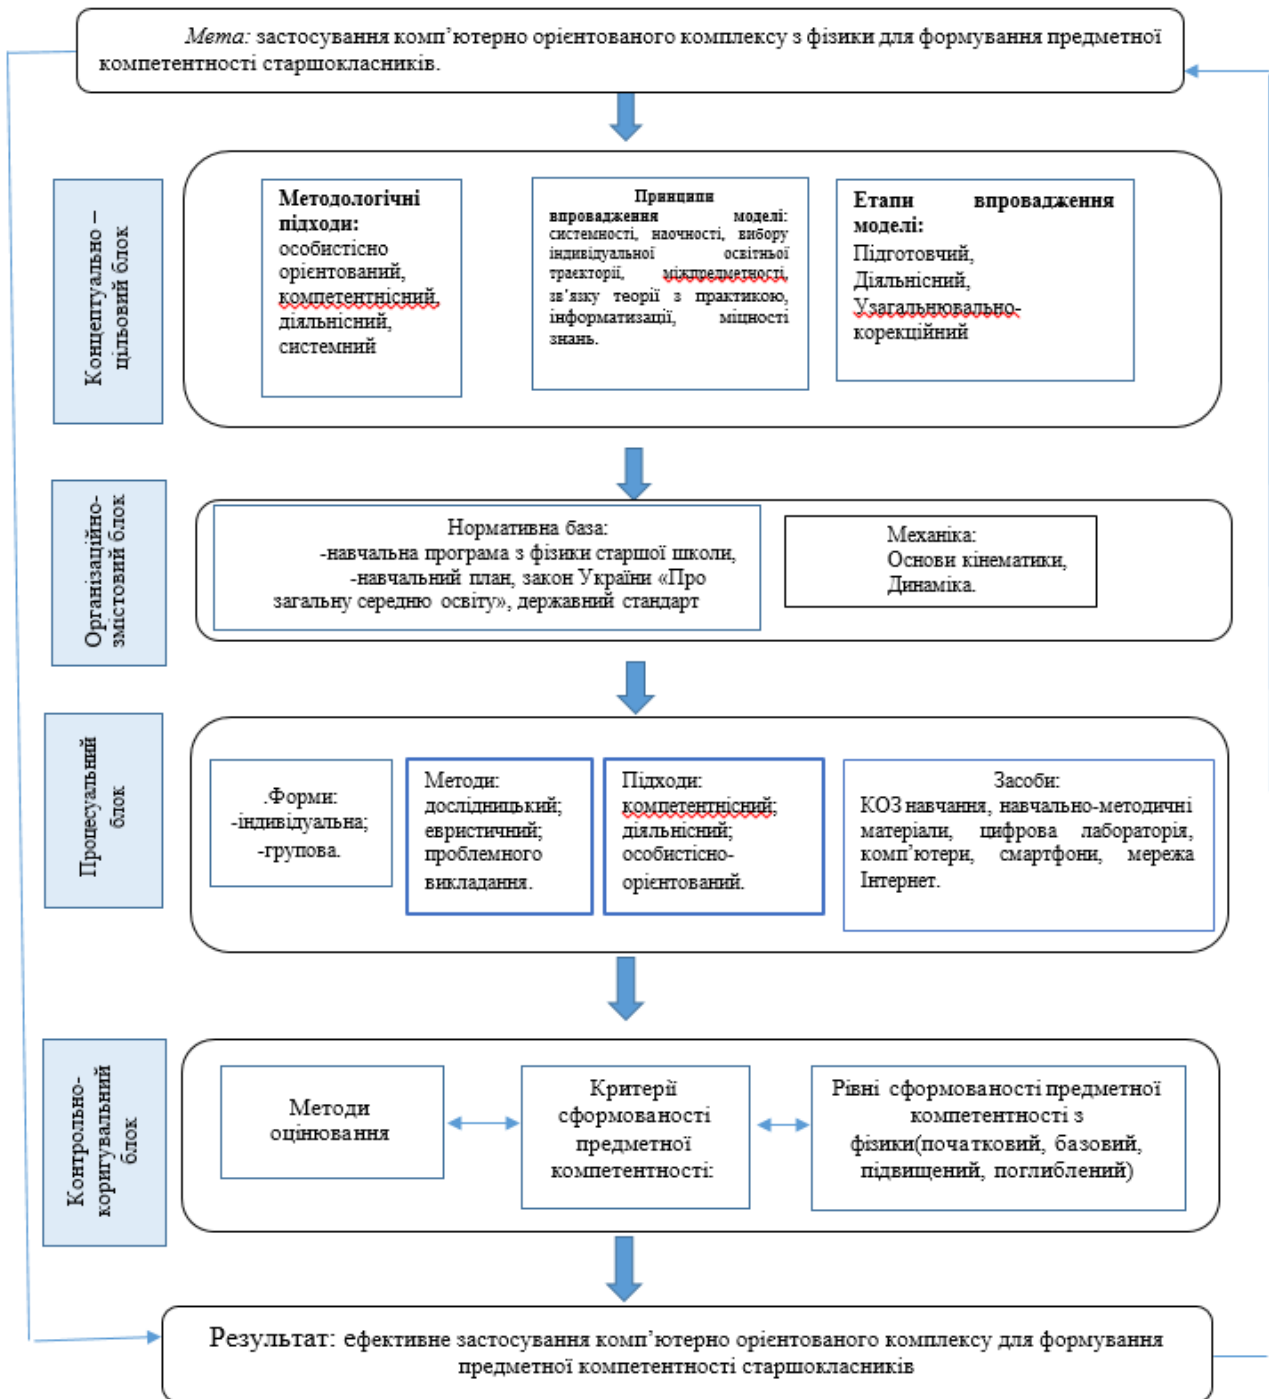 Мета: застосування комп’ютерно орієнтованого комплексу з фізики для формування предметної
компетентності старшокласників.
Концептуально –
цільовий блок
Методологічні
підходи:
особистісно
орієнтований,
компетентнісний,
діяльнісний,
системний
Принципи
впровадження моделі:
системності, наочності, вибору
індивідуальної освітньої
траєкторії, міжпредметності,
зв’язку теорії з практикою,
інформатизації, міцності
знань.
Етапи впровадження
моделі:
Підготовчий,
Діяльнісний,
Узагальнювально-
корекційний
Організаційно-
змістовий блок
Нормативна база:
-навчальна програма з фізики старшої школи,
-навчальний план, закон України «Про
загальну середню освіту», державний стандарт
Механіка:
Основи кінематики,
Динаміка.
Процесуальний
блок
.Форми:
-індивідуальна;
-групова.
Методи:
дослідницький;
евристичний;
проблемного
викладання.
Підходи:
компетентнісний;
діяльнісний;
особистісно-
орієнтований.
Засоби:
КОЗ навчання, навчально-методичні
матеріали, цифрова лабораторія,
комп’ютери, смартфони, мережа
Інтернет.
Контрольно-
коригувальний
блок
Методи
оцінювання
Критерії
сформованості
предметної
компетентності:
Рівні сформованості предметної
компетентності з
фізики(початковий, базовий,
підвищений, поглиблений)
Результат: ефективне застосування комп’ютерно орієнтованого комплексу для формування
предметної компетентності старшокласників